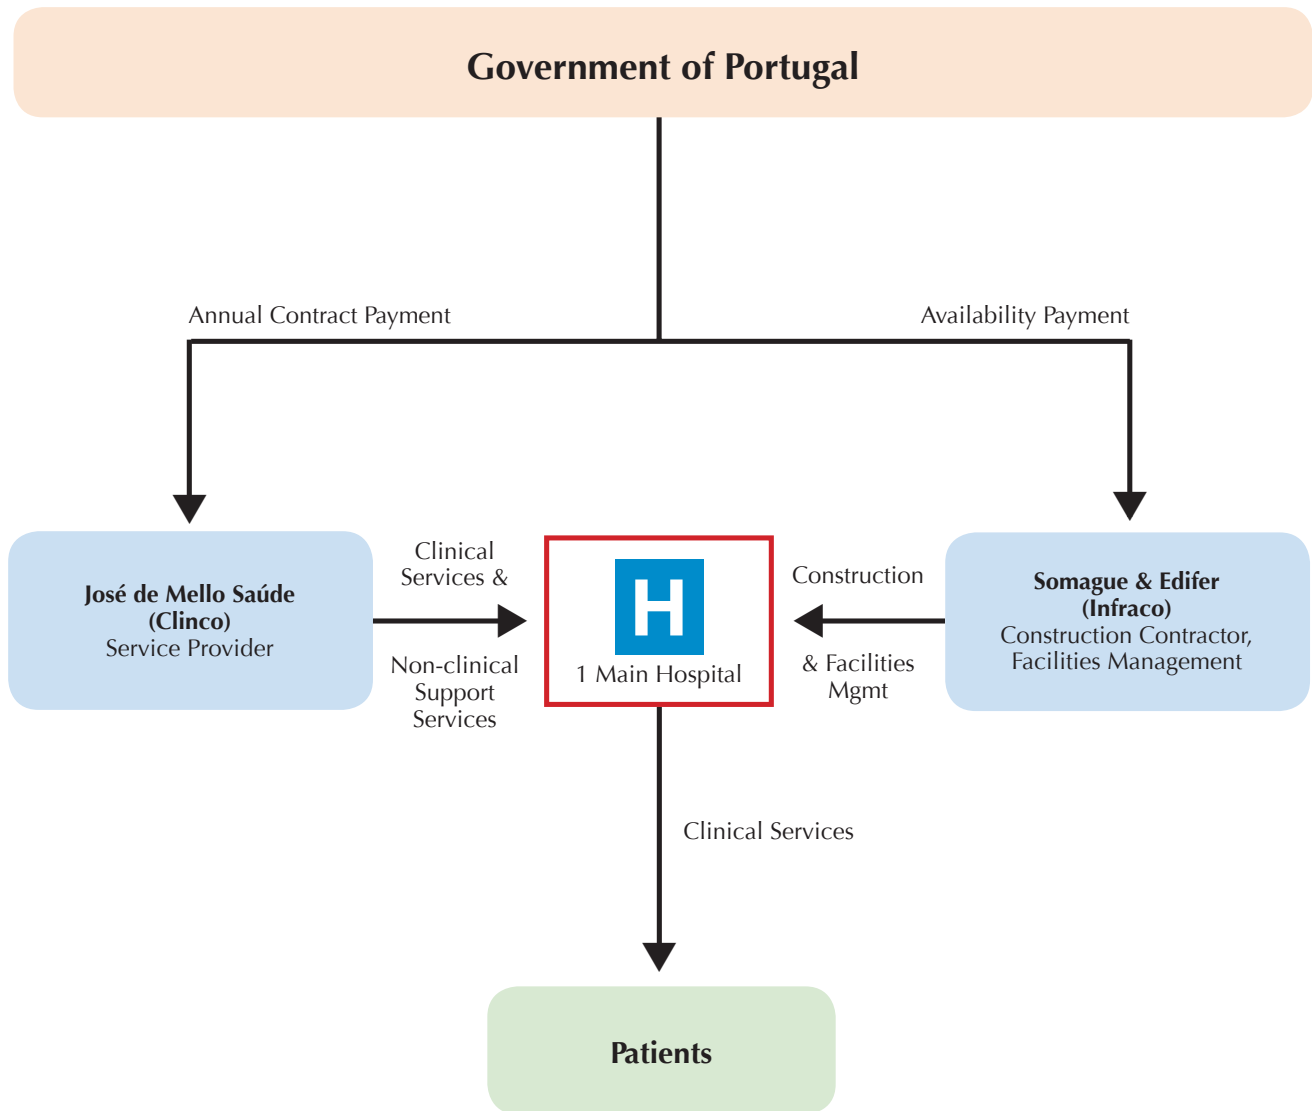 Government of Portugal
Annual Contract Payment
Availability Payment
José de Mello Saúde
(Clinco)
Service Provider
Clinical
Services &
Non-clinical
Support
Services
H
1 Main Hospital
Construction
& Facilities
Mgmt
Somague & Edifer
(Infraco)
Construction Contractor,
Facilities Management
Clinical Services
Patients